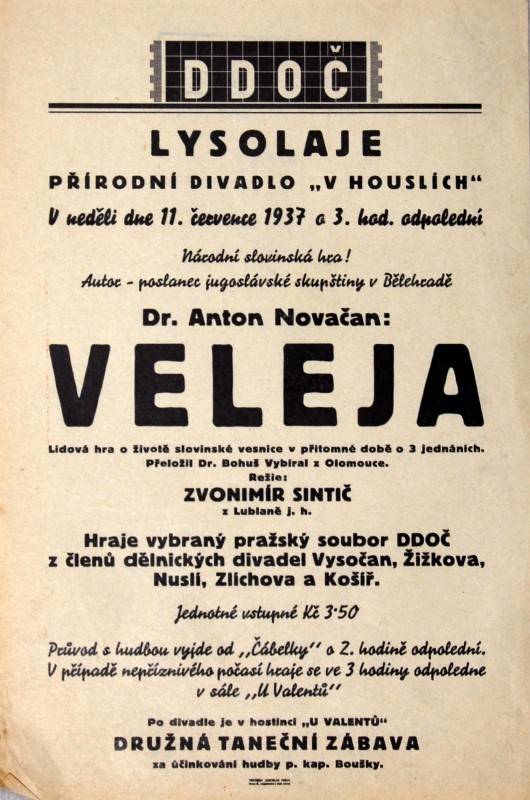 DDOČ
LYSOLAJE
PŘÍRODNÍ DIVADLO „V HOUSLÍCH“
V neděli dne 11. července 1937 o 3. hod. odpolední
Národní slovinská hra!
Autor - poslanec jugoslávské skupštiny v Bělehradě
Dr. Anton Novačan:
VELEJA
Lidová hra o životě slovinské vesnice v přítomné době o 3 jednáních.
Přeložil Dr. Bohuš Vybíral z Olomouce.
Režie:
ZVONIMÍR SINTIČ
z Lublaně j. h.
Hraje vybraný pražský soubor DDOČ
z členů dělnických divadel Vysočan, Žižkova,
Nuslí, Zlíchova a Košíř.
Jednotné vstupné Kč 3·50
Průvod s hudbou vyjde od „Čábelky“ o 2. hodině odpolední.
V případě nepříznivého počasí hraje se ve 3 hodiny odpoledne
v sále „U Valentů“
Po divadle je v hostinci „U VALENTŮ“
DRUŽNÁ TANEČNÍ ZÁBAVA
za účinkování hudby p. kap. Boušky.